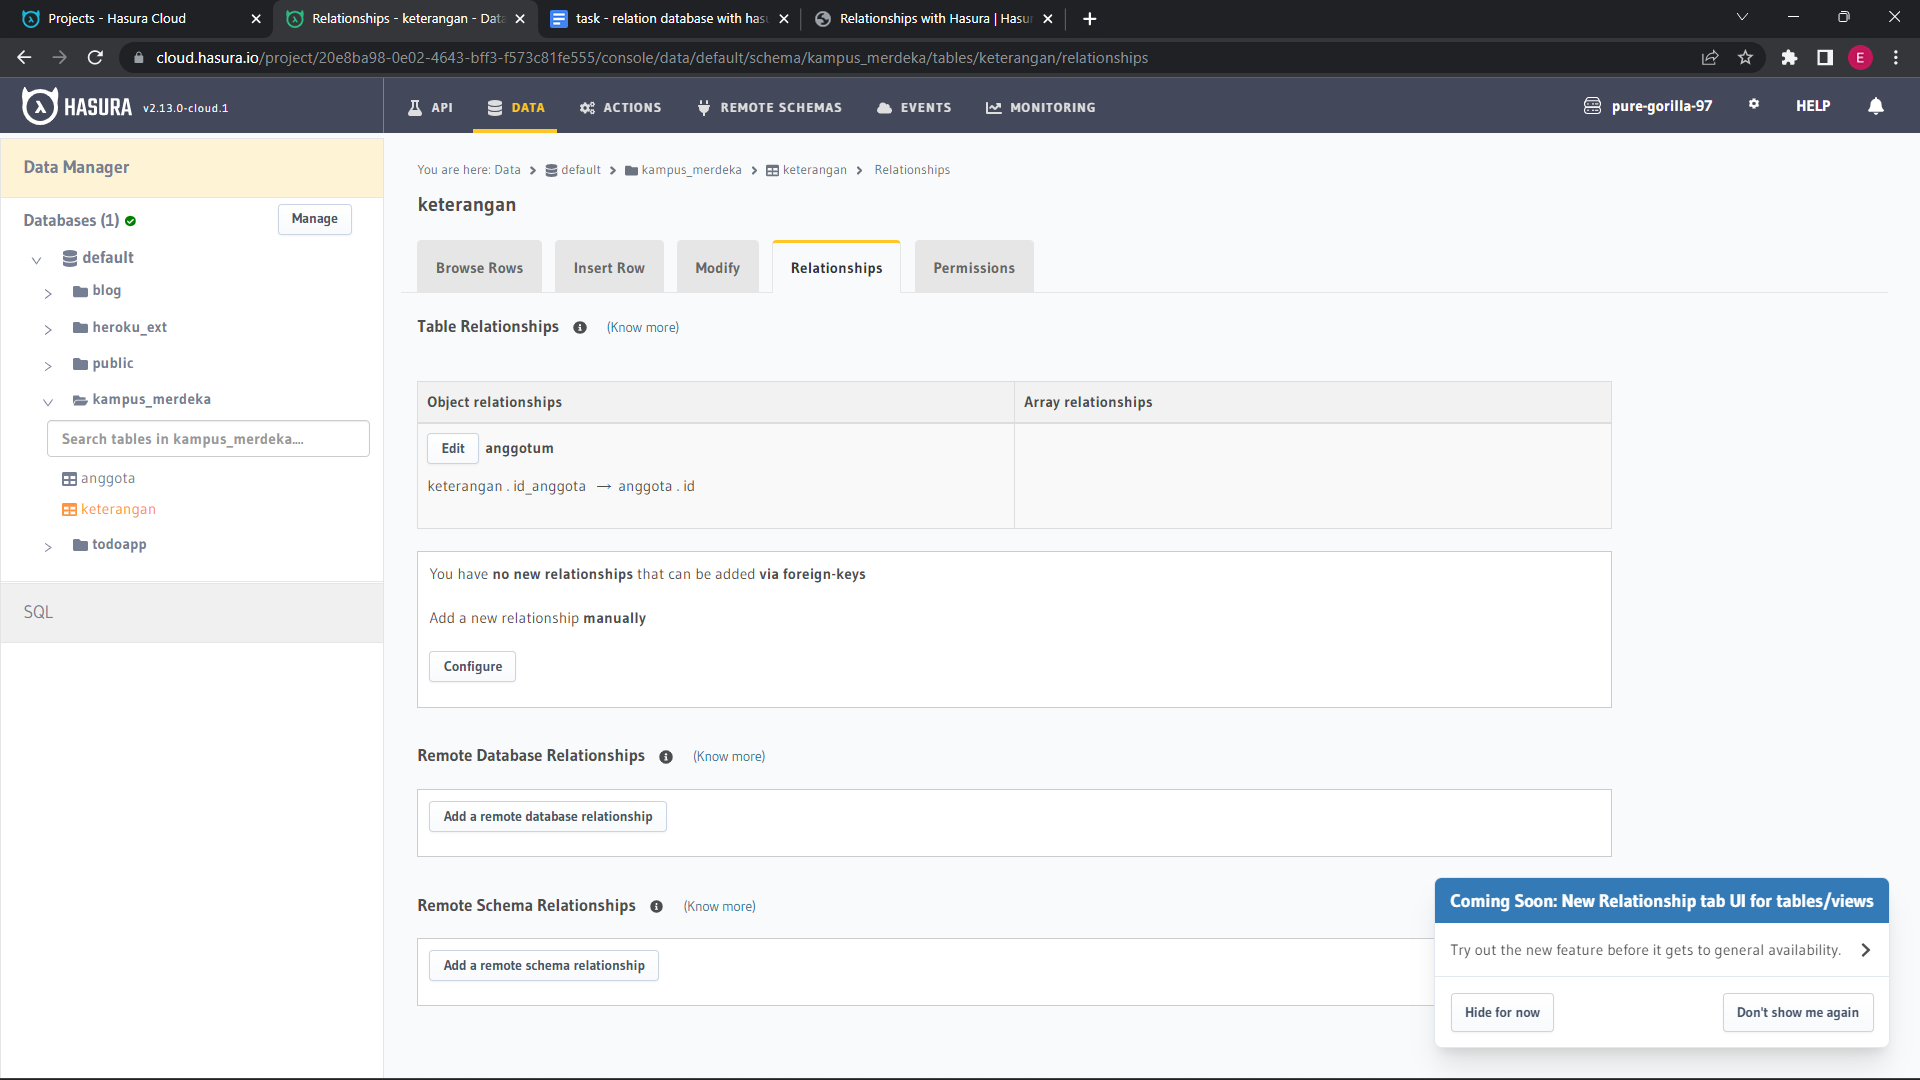 Projects - Hasura Cloud
Relationships - keterangan - Data
task - relation database with hasu
Relationships with Hasura | Hasur
cloud.hasura.io/project/20e8ba98-0e02-4643-bff3-f573c81fe555/console/data/default/schema/kampus_merdeka/tables/keterangan/relationships
E
HASURA v2.13.0-cloud.1
API
DATA
ACTIONS
REMOTE SCHEMAS
EVENTS
MONITORING
pure-gorilla-97
HELP
Data Manager
Databases (1)
Manage
default
blog
heroku_ext
public
kampus_merdeka
Search tables in kampus_merdeka....
anggota
keterangan
todoapp
SQL
You are here: Data > default > kampus_merdeka > keterangan > Relationships
keterangan
Browse Rows
Insert Row
Modify
Relationships
Permissions
Table Relationships (Know more)
Object relationships
Array relationships
Edit anggotum
keterangan . id_anggota → anggota . id
You have no new relationships that can be added via foreign-keys
Add a new relationship manually
Configure
Remote Database Relationships (Know more)
Add a remote database relationship
Remote Schema Relationships (Know more)
Add a remote schema relationship
Coming Soon: New Relationship tab UI for tables/views
Try out the new feature before it gets to general availability.
Hide for now
Don't show me again